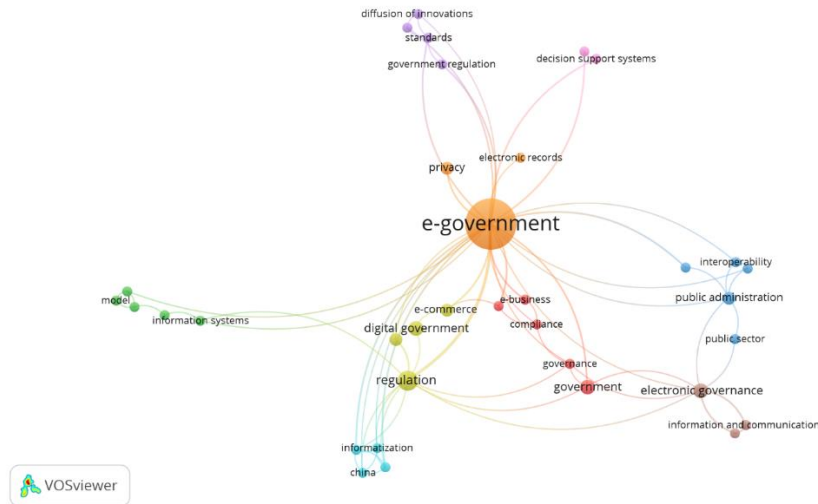 diffusion of innovations
standards
government regulation
decision support systems
privacy
electronic records
e-government
interoperability
public administration
model
information systems
e-commerce
e-business
digital government
compliance
public sector
governance
regulation
government
electronic governance
information and communication
informatization
china
VOSviewer